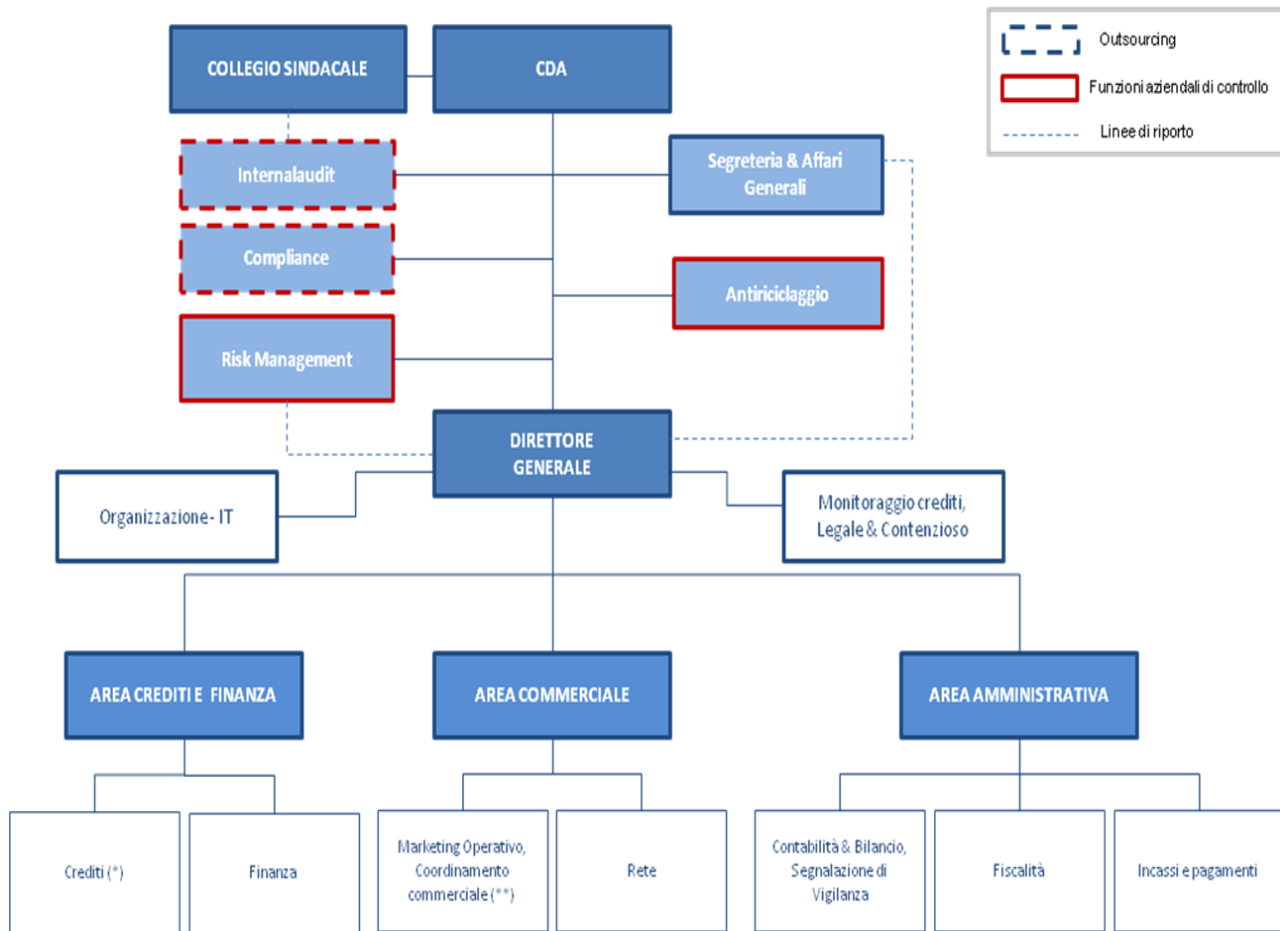 COLLEGIO SINDACALE
CDA
Outsourcing
Funzioni aziendali di controllo
Linee di riporto
Internalaudit
Segreteria & Affari
Generali
Compliance
Antiriciclaggio
Risk Management
DIRETTORE
GENERALE
Organizzazione- IT
Monitoraggio crediti,
Legale & Contenzioso
AREA CREDITI E FINANZA
AREA COMMERCIALE
AREA AMMINISTRATIVA
Crediti (*)
Finanza
Marketing Operativo,
Coordinamento
commerciale (**)
Rete
Contabilità & Bilancio,
Segnalazione di
Vigilanza
Fiscalità
Incassi e pagamenti